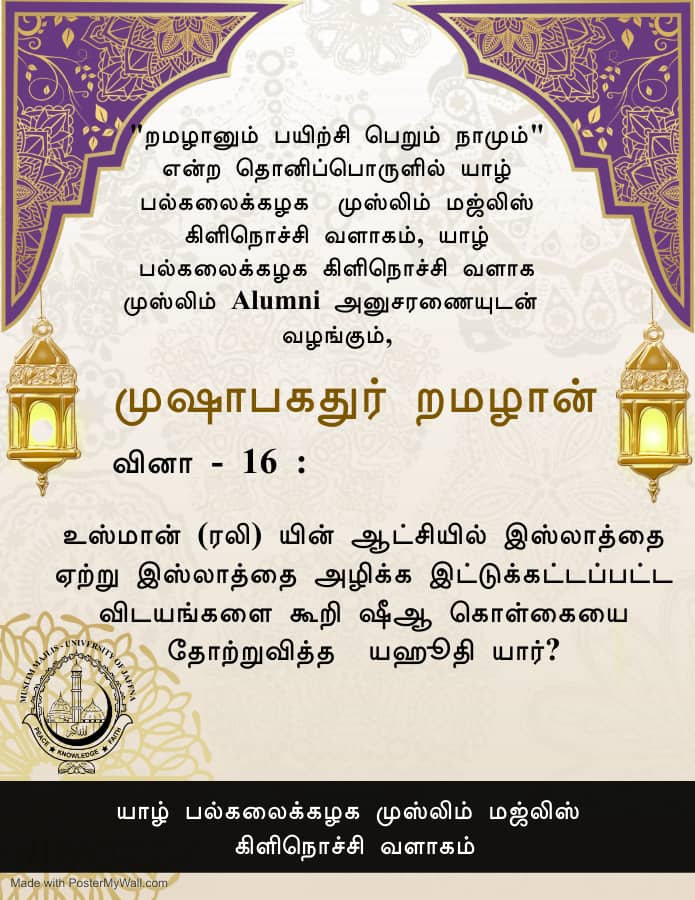 "றமழானும் பயிற்சி பெறும் நாமும்"
என்ற தொனிப்பொருளில் யாழ்
பல்கலைக்கழக முஸ்லிம் மஜ்லிஸ்
கிளிநொச்சி வளாகம், யாழ்
பல்கலைக்கழக கிளிநொச்சி வளாக
முஸ்லிம் Alumni அனுசரணையுடன்
வழங்கும்,
முஷாபகதுர் றமழான்
வினா - 16 :
உஸ்மான் (ரலி) யின் ஆட்சியில் இஸ்லாத்தை
ஏற்று இஸ்லாத்தை அழிக்க இட்டுக்கட்டப்பட்ட
விடயங்களை கூறி ஷீஆ கொள்கையை
தோற்றுவித்த யஹூதி யார்?
MUSLIM MAJLIS - UNIVERSITY OF JAFFNA
PEACE ★ KNOWLEDGE ★ FAITH
யாழ் பல்கலைக்கழக முஸ்லிம் மஜ்லிஸ்
கிளிநொச்சி வளாகம்
Made with PosterMyWall.com